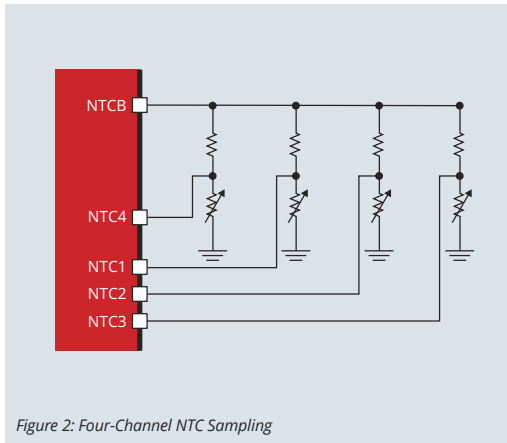 NTCB
NTC4
NTC1
NTC2
NTC3
Figure 2: Four-Channel NTC Sampling